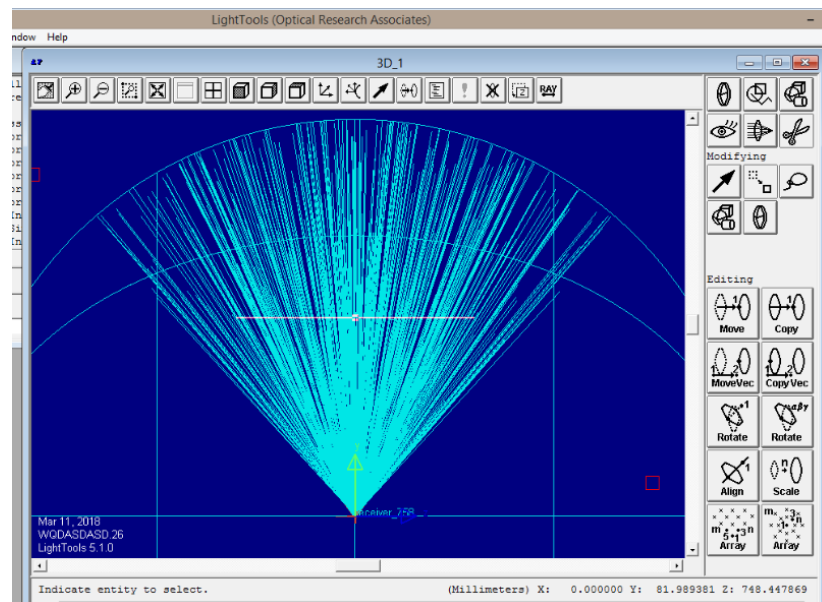 LightTools (Optical Research Associates)
ndow Help
3D_1
RAY
Modifying
Editing
Move
Copy
MoveVec
CopyVec
Rotate
Rotate
Align
Scale
Array
Array
Mar 11, 2018
WQDASDASD.26
LightTools 5.1.0
Indicate entity to select.
(Millimeters) X: 0.000000 Y: 81.989381 Z: 748.447869